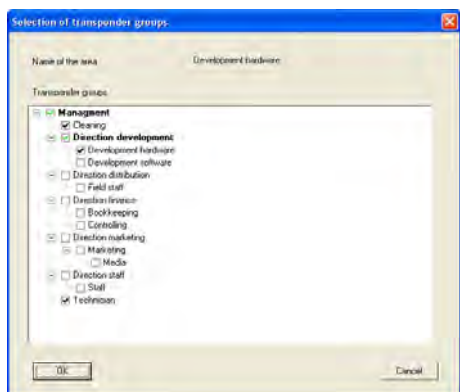 Selection of transponder groups
Name of the area Development hardware
Transponder groups
Managment
Cleaning
Direction development
Development hardware
Development software
Direction distribution
Field staff
Direction finance
Bookkeeping
Controlling
Direction marketing
Marketing
Media
Direction staff
Staff
Technician
OK Cancel